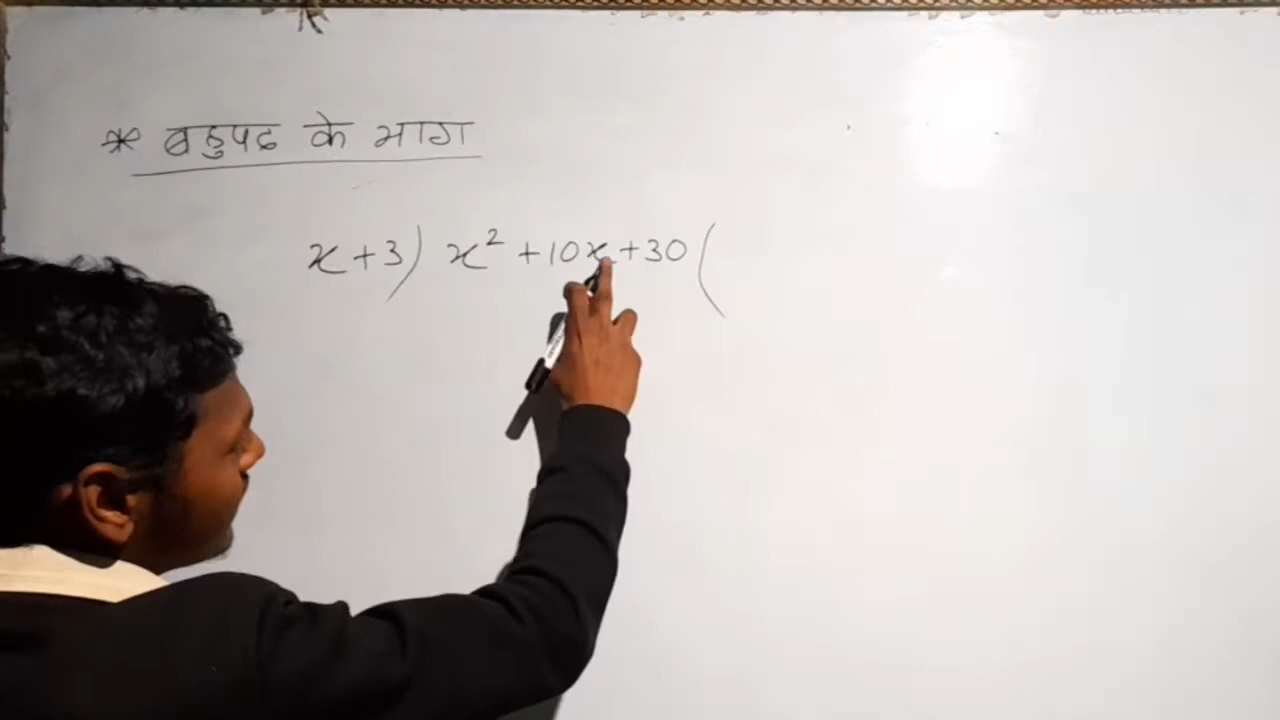 * बहुपद के भाग
x+3) x² +10x+30 (